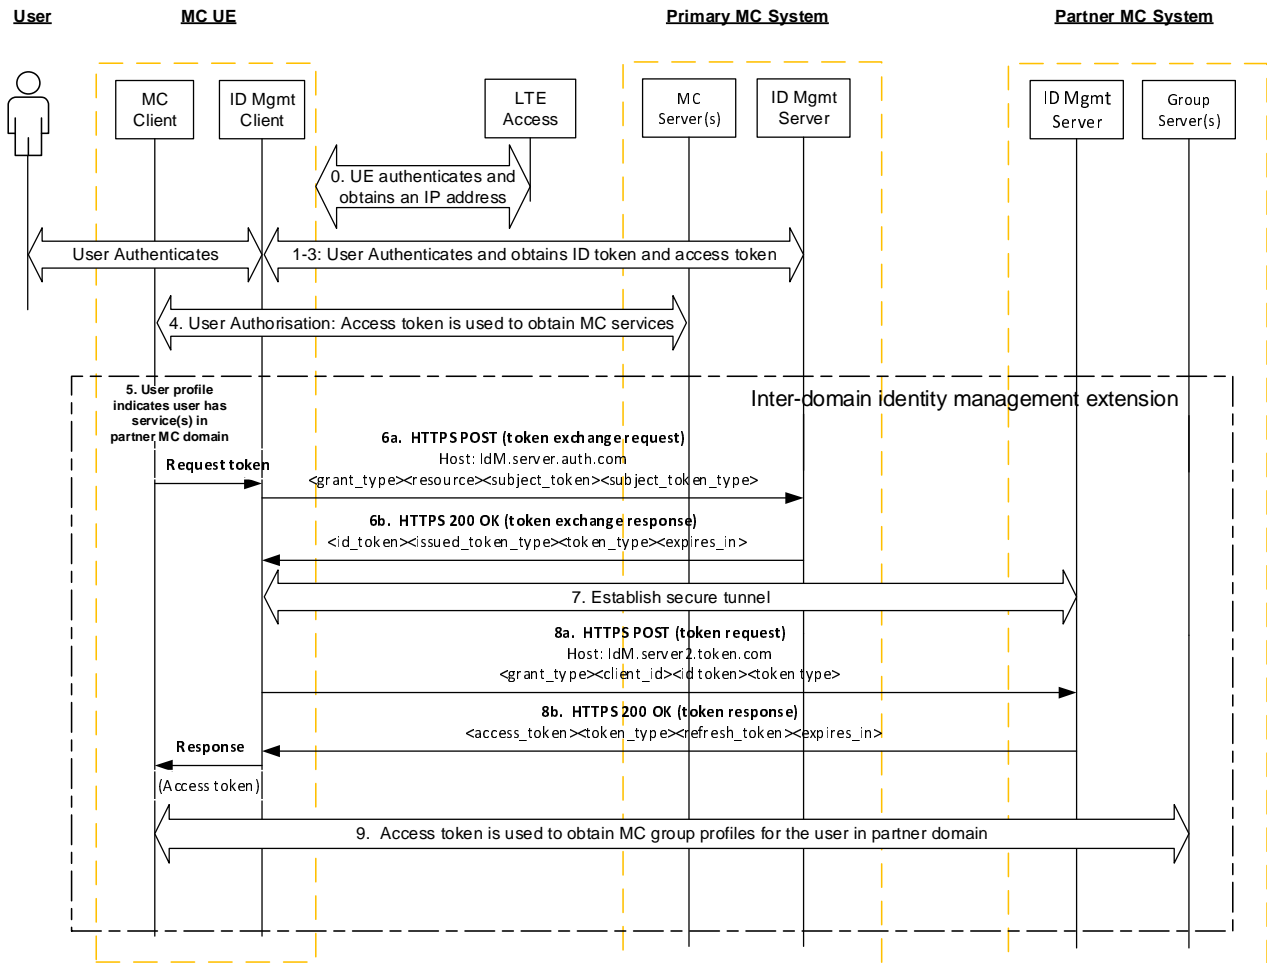 User
MC UE
Primary MC System
Partner MC System
MC
Client
ID Mgmt
Client
LTE
Access
MC
Server(s)
ID Mgmt
Server
ID Mgmt
Server
Group
Server(s)
0. UE authenticates and
obtains an IP address
User Authenticates
1-3: User Authenticates and obtains ID token and access token
4. User Authorisation: Access token is used to obtain MC services
5. User profile
indicates user has
service(s) in
partner MC domain
Inter-domain identity management extension
Request token
6a. HTTPS POST (token exchange request)
Host: IdM.server.auth.com
<grant_type><resource><subject_token><subject_token_type>
6b. HTTPS 200 OK (token exchange response)
<id_token><issued_token_type><token_type><expires_in>
7. Establish secure tunnel
8a. HTTPS POST (token request)
Host: IdM.server2.token.com
<grant_type><client_id><id token><token type>
8b. HTTPS 200 OK (token response)
<access_token><token_type><refresh_token><expires_in>
Response
(Access token)
9. Access token is used to obtain MC group profiles for the user in partner domain